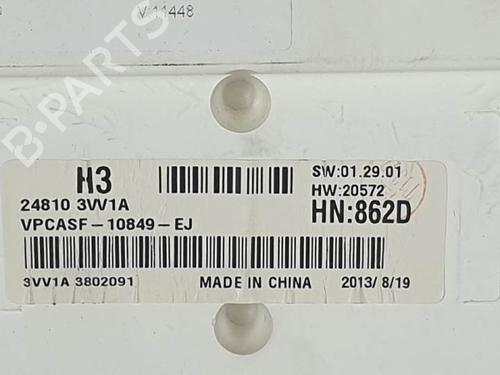 V:11448
B-PARTS
H3
24810 3VV1A
VPCASF-10849-EJ
SW:01.29.01
HW:20572
HN:862D
3VV1A 3802091
MADE IN CHINA
2013/ 8/19